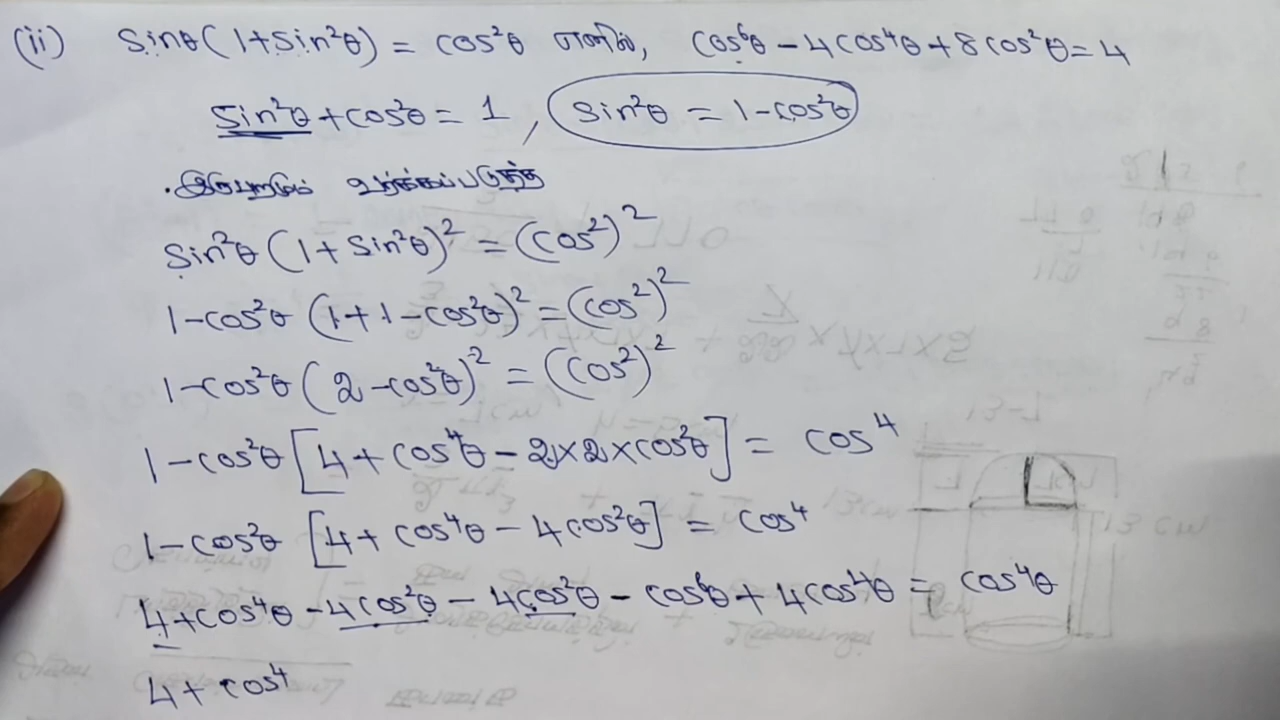 (ii) Sinθ(1+Sin²θ) = cos²θ எனில், Cos⁶θ - 4cos⁴θ + 8cos²θ = 4
Sin²θ + cos²θ = 1, Sin²θ = 1-cos²θ
. இருபுறமும் வர்க்கப்படுத்த
Sin²θ (1+Sin²θ)² = (cos²)²
1-cos²θ (1+1-cos²θ)² = (cos²)²
1-cos²θ (2-cos²θ)² = (cos²)²
1-cos²θ [4+cos⁴θ - 2×2×cos²θ] = cos⁴
1-cos²θ [4+cos⁴θ - 4cos²θ] = cos⁴
4+cos⁴θ - 4cos²θ - 4cos²θ - cos⁶θ + 4cos⁴θ = cos⁴θ
4+cos⁴